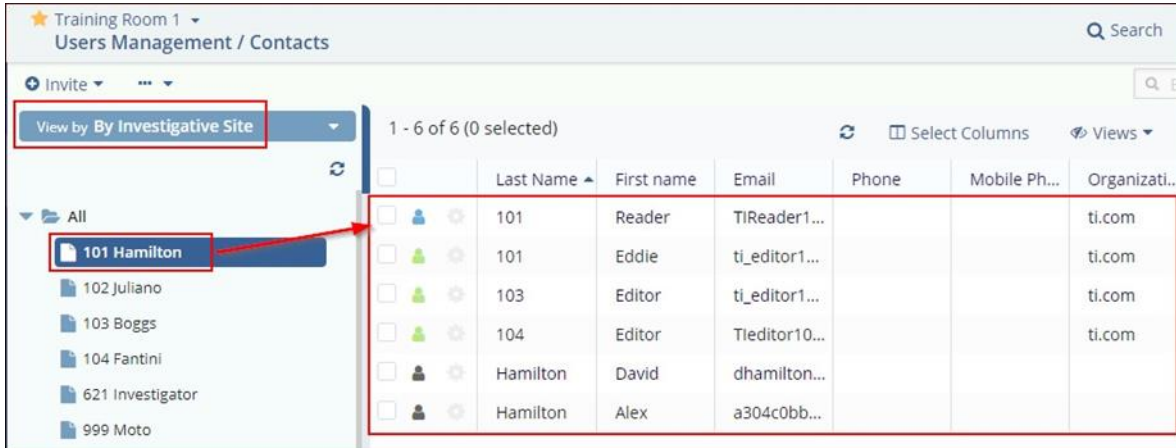 Training Room 1
Search
Users Management / Contacts
Invite
View by By Investigative Site
1 - 6 of 6 (0 selected)
Select Columns
Views
Last Name
First name
Email
Phone
Mobile Ph...
Organizati...
All
101
Reader
TIReader1...
ti.com
101 Hamilton
101
Eddie
ti_editor1...
ti.com
102 Juliano
103
Editor
ti_editor1...
ti.com
103 Boggs
104
Editor
TIeditor10...
ti.com
104 Fantini
Hamilton
David
dhamilton...
621 Investigator
Hamilton
Alex
a304c0bb...
999 Moto